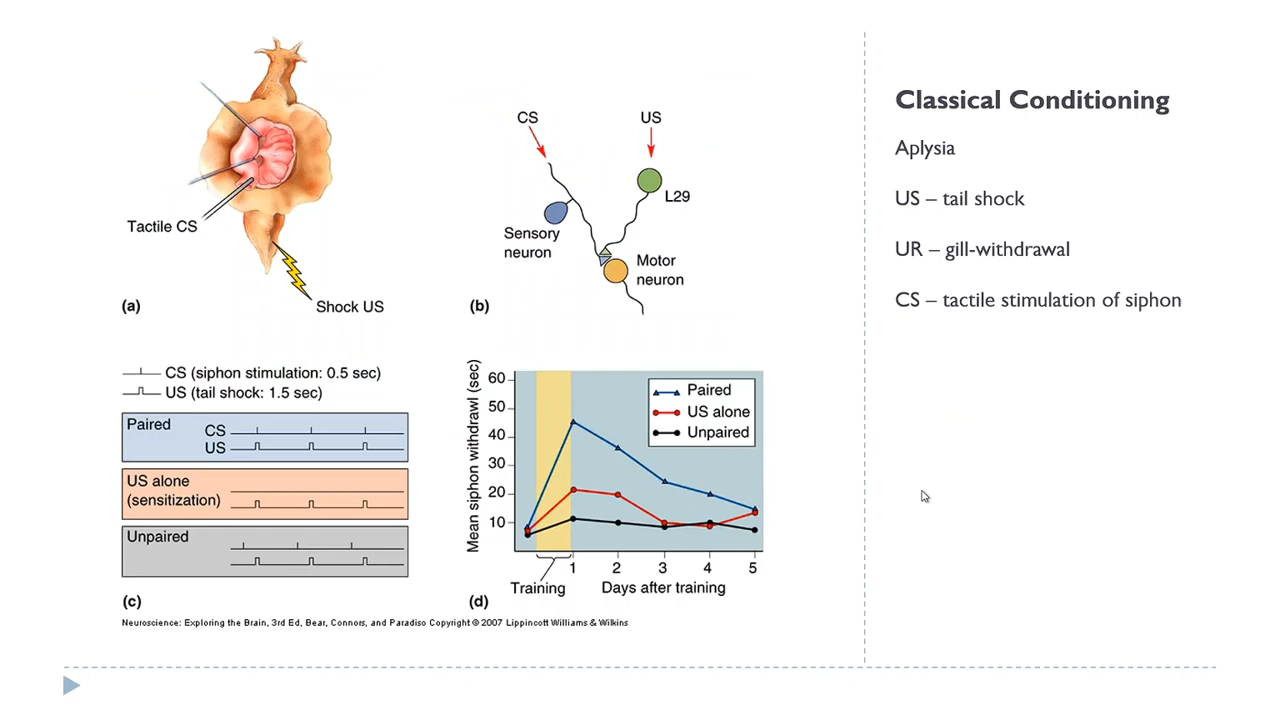 Tactile CS
Shock US
(a)
CS
US
L29
Sensory
neuron
Motor
neuron
(b)
CS (siphon stimulation: 0.5 sec)
US (tail shock: 1.5 sec)
Paired
CS
US
US alone
(sensitization)
Unpaired
(c)
Mean siphon withdrawl (sec)
60
50
40
30
20
10
Paired
US alone
Unpaired
1
2
3
4
5
Training
Days after training
(d)
Neuroscience: Exploring the Brain, 3rd Ed, Bear, Connors, and Paradiso Copyright © 2007 Lippincott Williams & Wilkins
Classical Conditioning
Aplysia
US – tail shock
UR – gill-withdrawal
CS – tactile stimulation of siphon